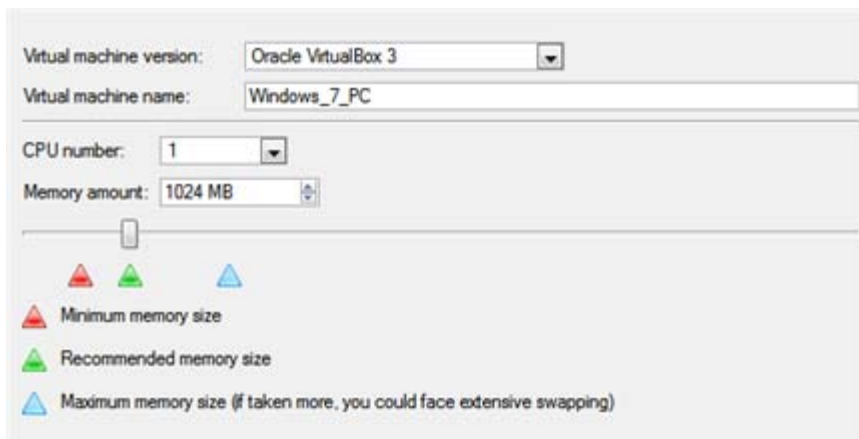 Virtual machine version: Oracle VirtualBox 3
Virtual machine name: Windows_7_PC
CPU number: 1
Memory amount: 1024 MB
Minimum memory size
Recommended memory size
Maximum memory size (if taken more, you could face extensive swapping)